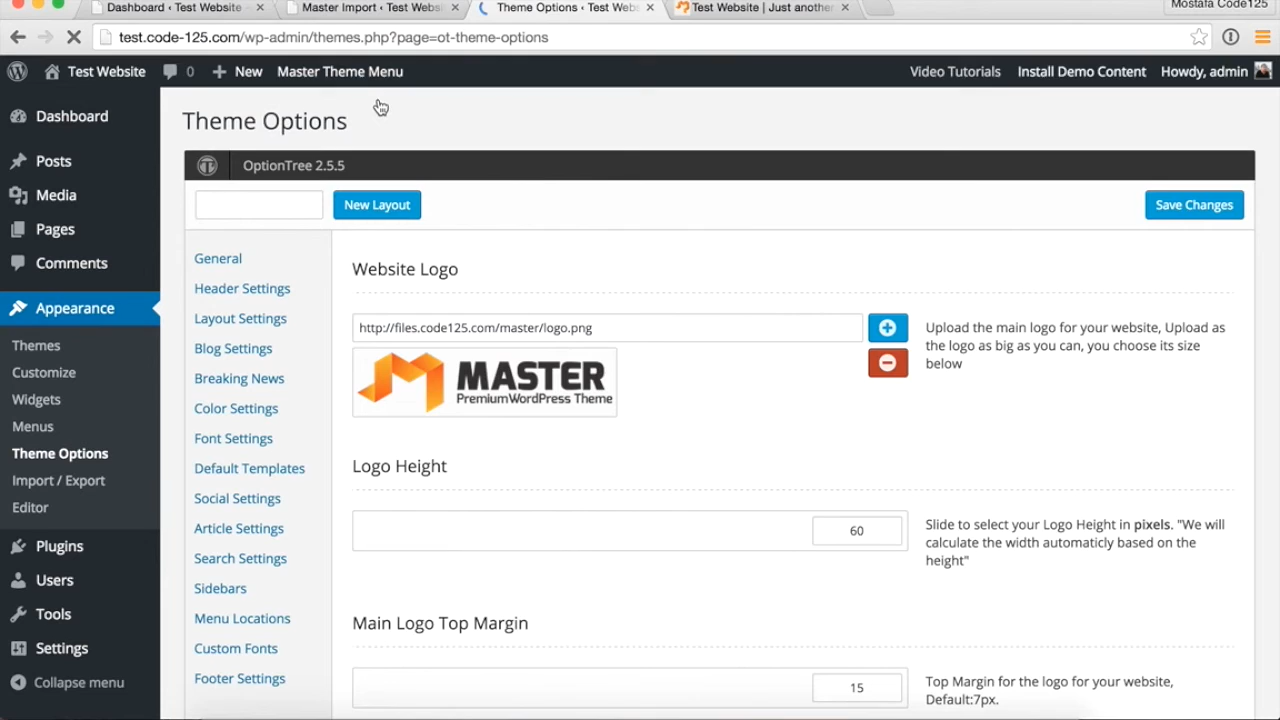 Dashboard ‹ Test Website
Master Import ‹ Test Websi
Theme Options ‹ Test Web
Test Website | Just another
Mostafa Code125
test.code-125.com/wp-admin/themes.php?page=ot-theme-options
Test Website
0
New
Master Theme Menu
Video Tutorials
Install Demo Content
Howdy, admin
Dashboard
Posts
Media
Pages
Comments
Appearance
Themes
Customize
Widgets
Menus
Theme Options
Import / Export
Editor
Plugins
Users
Tools
Settings
Collapse menu
Theme Options
OptionTree 2.5.5
New Layout
Save Changes
General
Header Settings
Layout Settings
Blog Settings
Breaking News
Color Settings
Font Settings
Default Templates
Social Settings
Article Settings
Search Settings
Sidebars
Menu Locations
Custom Fonts
Footer Settings
Website Logo
http://files.code125.com/master/logo.png
MASTER
PremiumWordPress Theme
Upload the main logo for your website, Upload as
the logo as big as you can, you choose its size
below
Logo Height
60
Slide to select your Logo Height in pixels. "We will
calculate the width automaticly based on the
height"
Main Logo Top Margin
15
Top Margin for the logo for your website,
Default:7px.